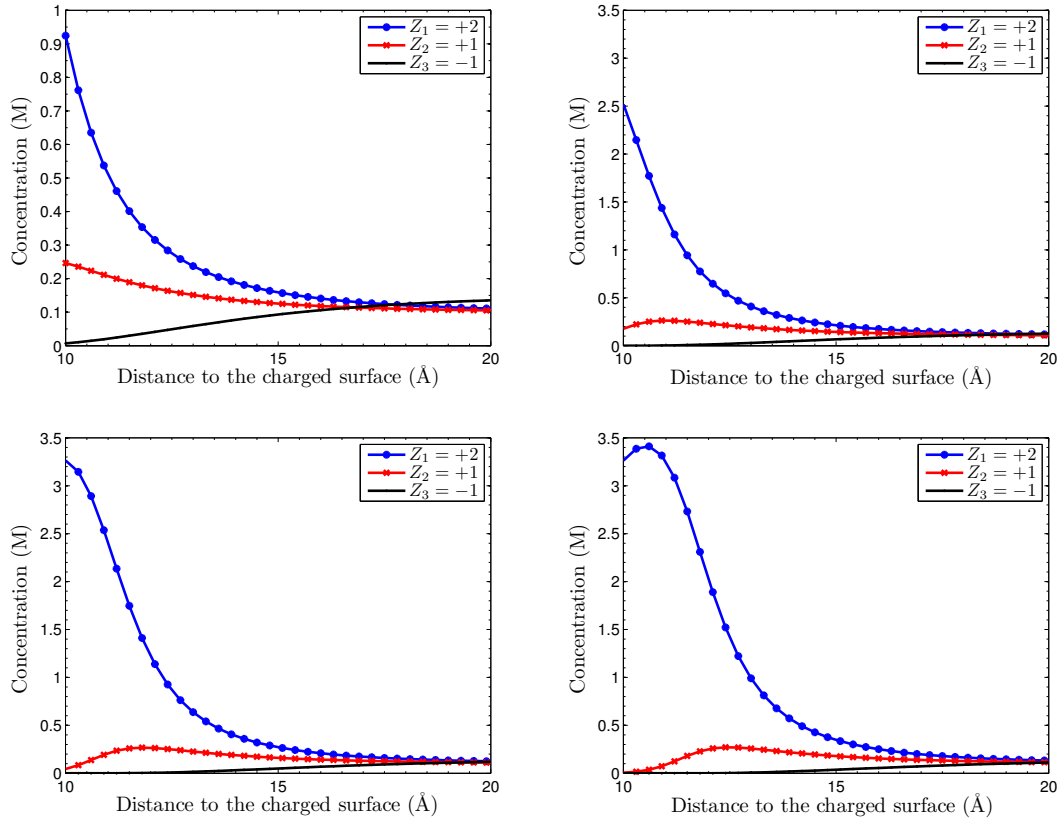 1
0.9
0.8
0.7
0.6
0.5
0.4
0.3
0.2
0.1
0
Concentration (M)
Z₁ = +2
Z₂ = +1
Z₃ = −1
10 15 20
Distance to the charged surface (Å)
3.5
3
2.5
2
1.5
1
0.5
0
Concentration (M)
Z₁ = +2
Z₂ = +1
Z₃ = −1
10 15 20
Distance to the charged surface (Å)
3.5
3
2.5
2
1.5
1
0.5
0
Concentration (M)
Z₁ = +2
Z₂ = +1
Z₃ = −1
10 15 20
Distance to the charged surface (Å)
3.5
3
2.5
2
1.5
1
0.5
0
Concentration (M)
Z₁ = +2
Z₂ = +1
Z₃ = −1
10 15 20
Distance to the charged surface (Å)